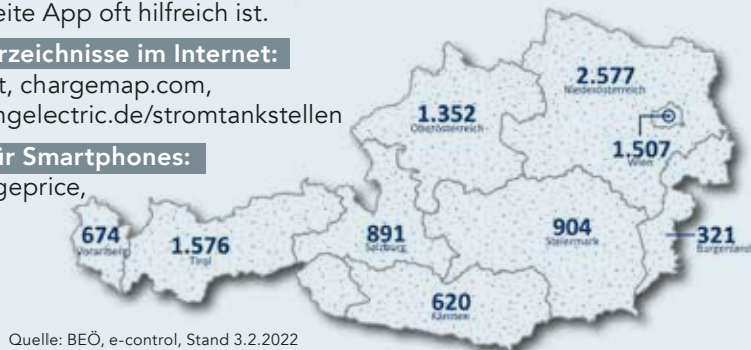 eite App oft hilfreich ist.
rzeichnisse im Internet:
t, chargemap.com,
ngelectric.de/stromtankstellen
ür Smartphones:
geprice,
2.577
Niederösterreich
1.352
Oberösterreich
1.507
Wien
674
Vorarlberg
1.576
Tirol
891
Salzburg
904
Steiermark
321
Burgenland
620
Kärnten
Quelle: BEÖ, e-control, Stand 3.2.2022